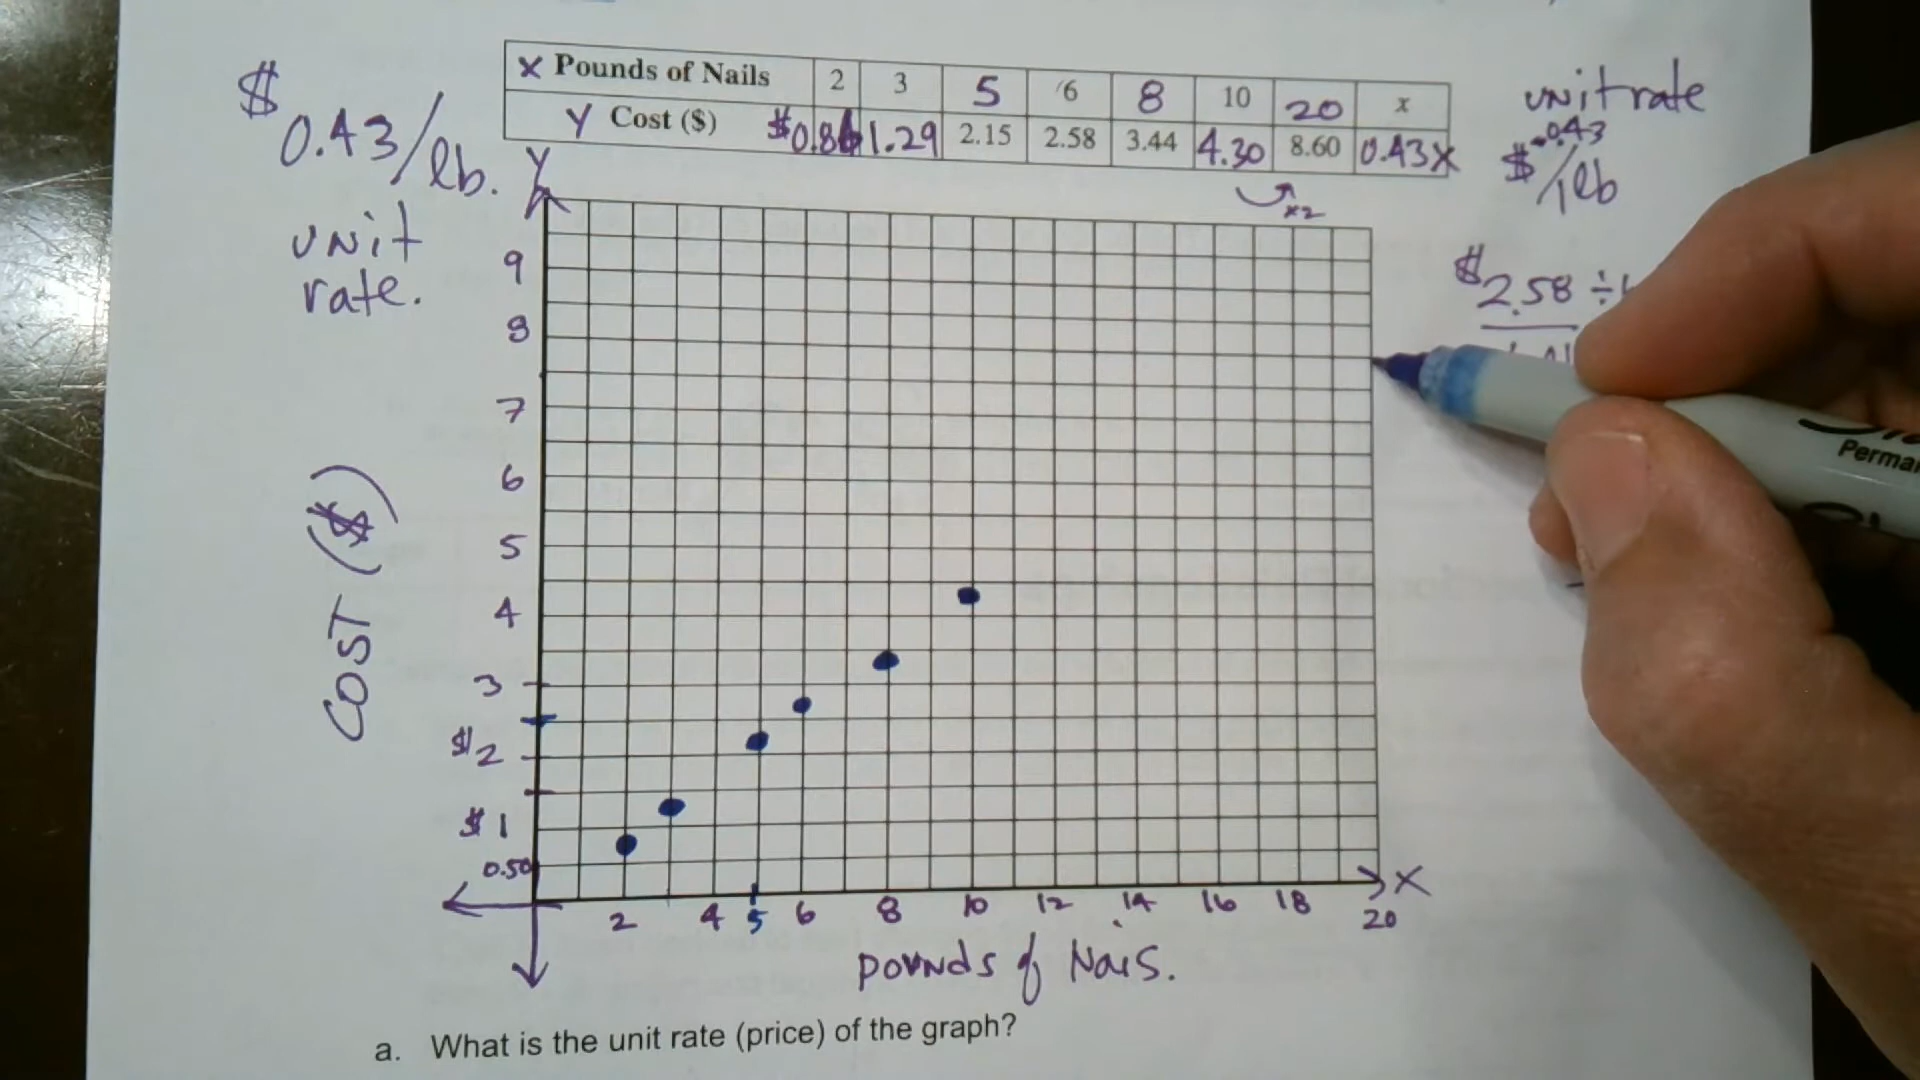 x Pounds of Nails 2 3 5 6 8 10 20 x
Y Cost ($) $0.86 1.29 2.15 2.58 3.44 4.30 8.60 0.43x
x2
$0.43/lb.
unit
rate.
unit rate
$0.43
/1lb
$2.58 ÷
Y
9
8
7
6
5
4
3
$2
$1
0.50
COST ($)
2 4 5 6 8 10 12 14 16 18 20
X
pounds of Nais.
Perma
a. What is the unit rate (price) of the graph?